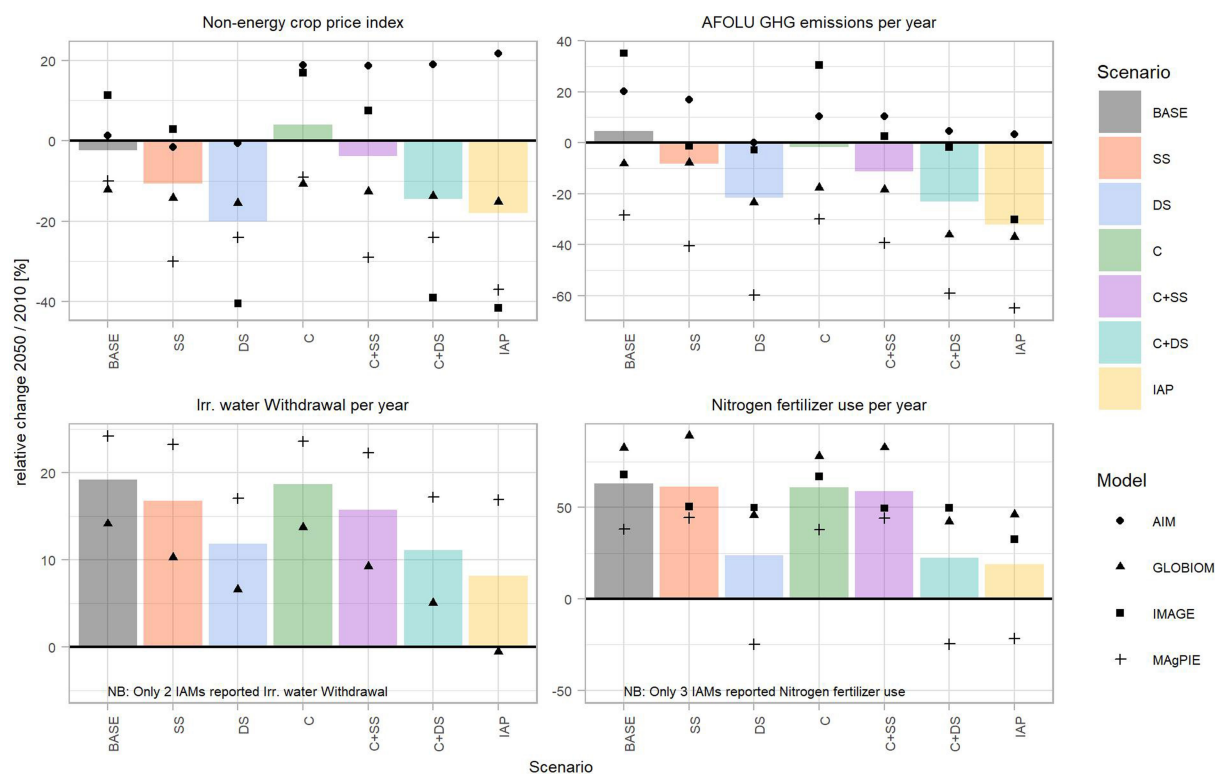 Non-energy crop price index
AFOLU GHG emissions per year
20
0
-20
-40
40
20
0
-20
-40
-60
BASE
SS
DS
C
C+SS
C+DS
IAP
BASE
SS
DS
C
C+SS
C+DS
IAP
relative change 2050 / 2010 [%]
Irr. water Withdrawal per year
Nitrogen fertilizer use per year
20
10
0
50
0
-50
NB: Only 2 IAMs reported Irr. water Withdrawal
NB: Only 3 IAMs reported Nitrogen fertilizer use
BASE
SS
DS
C
C+SS
C+DS
IAP
BASE
SS
DS
C
C+SS
C+DS
IAP
Scenario
Scenario
BASE
SS
DS
C
C+SS
C+DS
IAP
Model
AIM
GLOBIOM
IMAGE
MAgPIE